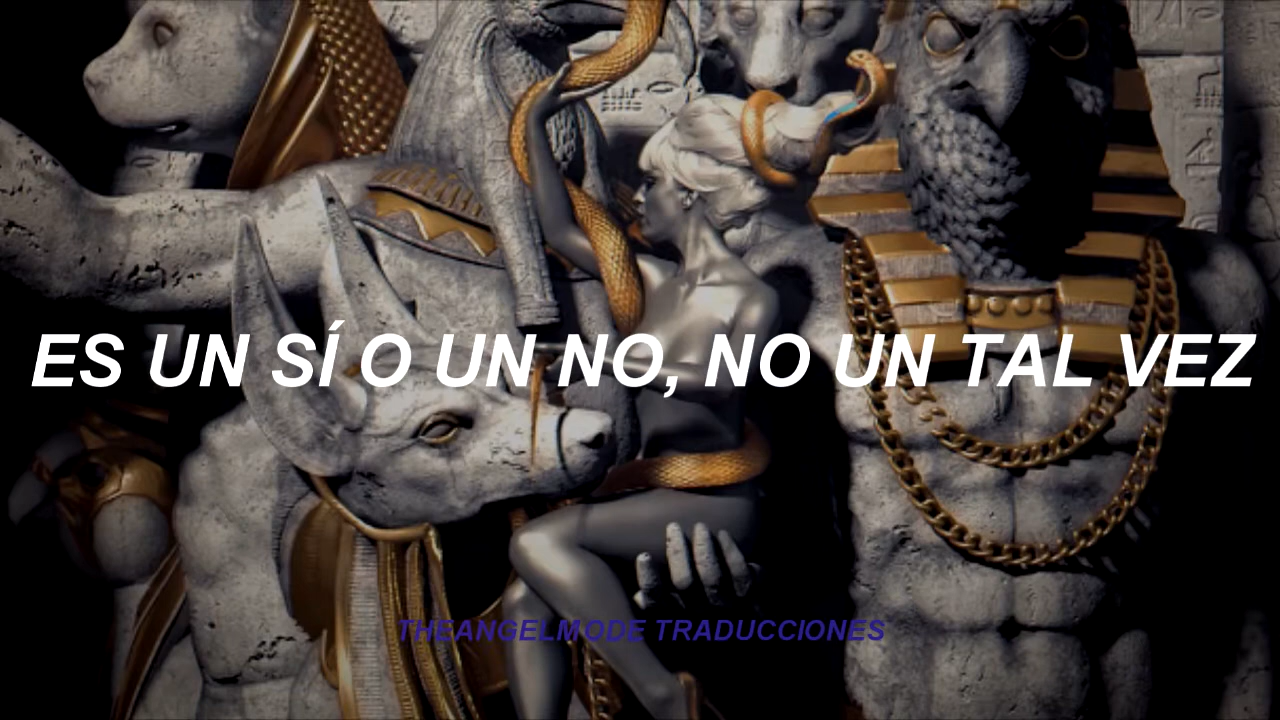 ES UN SÍ O UN NO, NO UN TAL VEZ
THEANGELMODE TRADUCCIONES